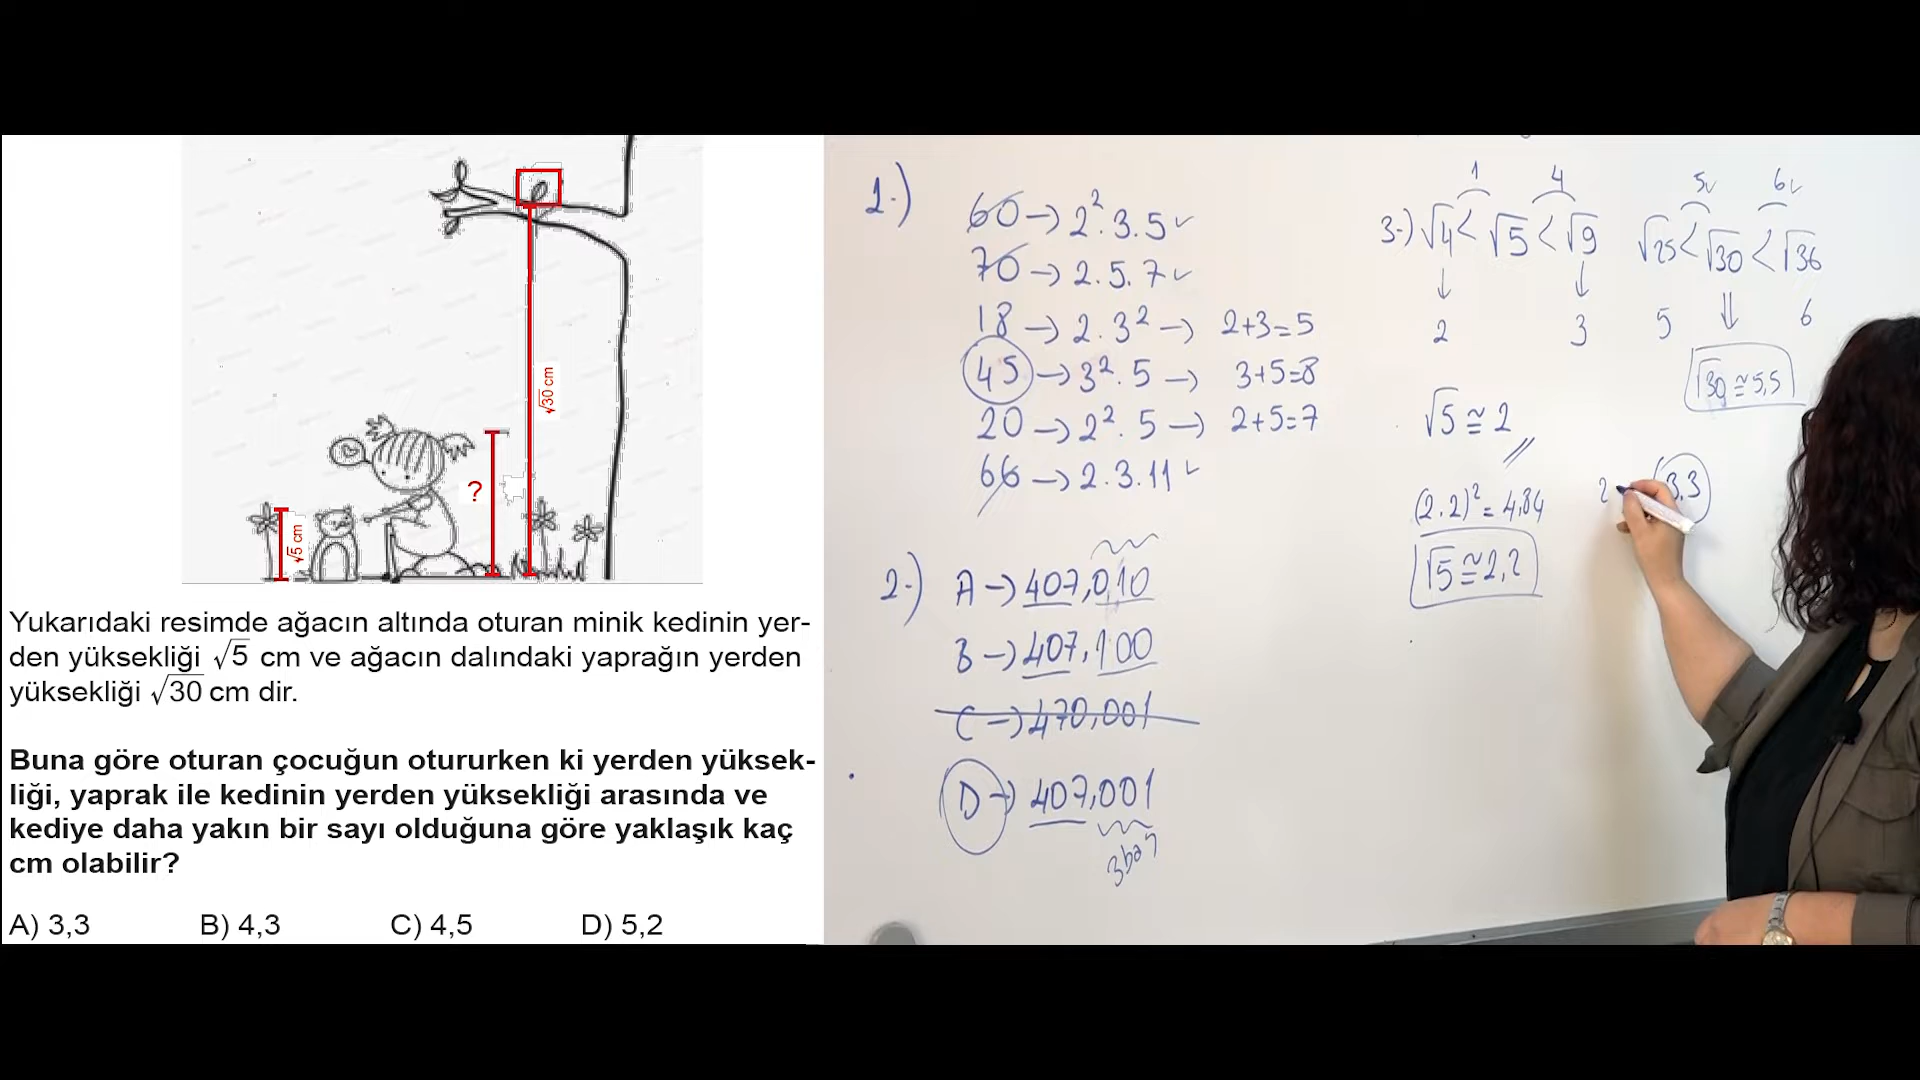 √30 cm
?
√5 cm
Yukarıdaki resimde ağacın altında oturan minik kedinin yer-
den yüksekliği √5 cm ve ağacın dalındaki yaprağın yerden
yüksekliği √30 cm dir.
Buna göre oturan çocuğun otururken ki yerden yüksek-
liği, yaprak ile kedinin yerden yüksekliği arasında ve
kediye daha yakın bir sayı olduğuna göre yaklaşık kaç
cm olabilir?
A) 3,3 B) 4,3 C) 4,5 D) 5,2
1.)
60 → 2². 3. 5 ✓
70 → 2. 5. 7 ✓
18 → 2. 3² → 2+3=5
45 → 3². 5 → 3+5=8
20 → 2². 5 → 2+5=7
66 → 2. 3. 11 ✓
2.) A → 407,010
B → 407,100
C → 470,001
D → 407,001
3.) √4 < √5 < √9
1 4
2 3
√5 ≅ 2
(2.2)² = 4,84
√5 ≅ 2,2
5✓ 6✓
√25 < √30 < √36
5 6
√30 ≅ 5,5
2
3.3